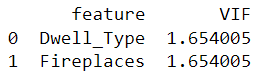 feature VIF
0 Dwell_Type 1.654005
1 Fireplaces 1.654005